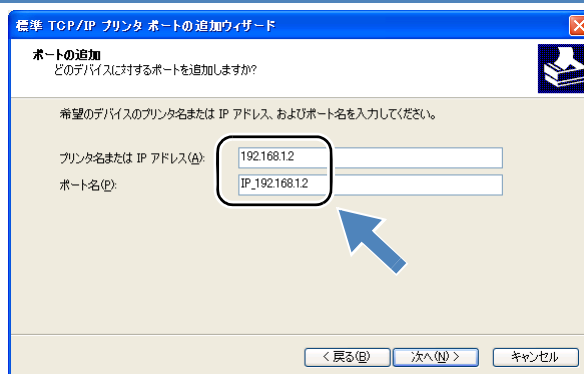 標準 TCP/IP プリンタ ポートの追加ウィザード
ポートの追加
どのデバイスに対するポートを追加しますか?
希望のデバイスのプリンタ名または IP アドレス、およびポート名を入力してください。
プリンタ名または IP アドレス(A): 192.168.1.2
ポート名(P): IP_192.168.1.2
< 戻る(B) 次へ(N) > キャンセル